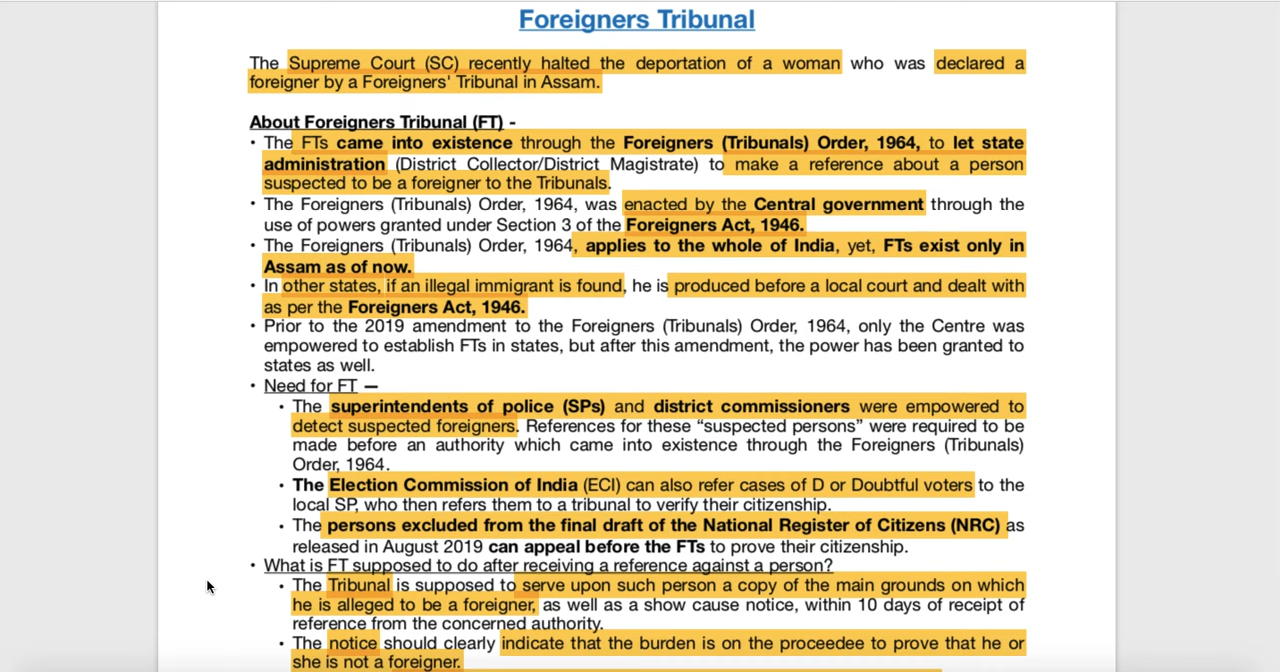 Foreigners Tribunal
The Supreme Court (SC) recently halted the deportation of a woman who was declared a
foreigner by a Foreigners' Tribunal in Assam.
About Foreigners Tribunal (FT) -
• The FTs came into existence through the Foreigners (Tribunals) Order, 1964, to let state
administration (District Collector/District Magistrate) to make a reference about a person
suspected to be a foreigner to the Tribunals.
• The Foreigners (Tribunals) Order, 1964, was enacted by the Central government through the
use of powers granted under Section 3 of the Foreigners Act, 1946.
• The Foreigners (Tribunals) Order, 1964, applies to the whole of India, yet, FTs exist only in
Assam as of now.
• In other states, if an illegal immigrant is found, he is produced before a local court and dealt with
as per the Foreigners Act, 1946.
• Prior to the 2019 amendment to the Foreigners (Tribunals) Order, 1964, only the Centre was
empowered to establish FTs in states, but after this amendment, the power has been granted to
states as well.
• Need for FT —
• The superintendents of police (SPs) and district commissioners were empowered to
detect suspected foreigners. References for these “suspected persons” were required to be
made before an authority which came into existence through the Foreigners (Tribunals)
Order, 1964.
• The Election Commission of India (ECI) can also refer cases of D or Doubtful voters to the
local SP, who then refers them to a tribunal to verify their citizenship.
• The persons excluded from the final draft of the National Register of Citizens (NRC) as
released in August 2019 can appeal before the FTs to prove their citizenship.
• What is FT supposed to do after receiving a reference against a person?
• The Tribunal is supposed to serve upon such person a copy of the main grounds on which
he is alleged to be a foreigner, as well as a show cause notice, within 10 days of receipt of
reference from the concerned authority.
• The notice should clearly indicate that the burden is on the proceedee to prove that he or
she is not a foreigner.